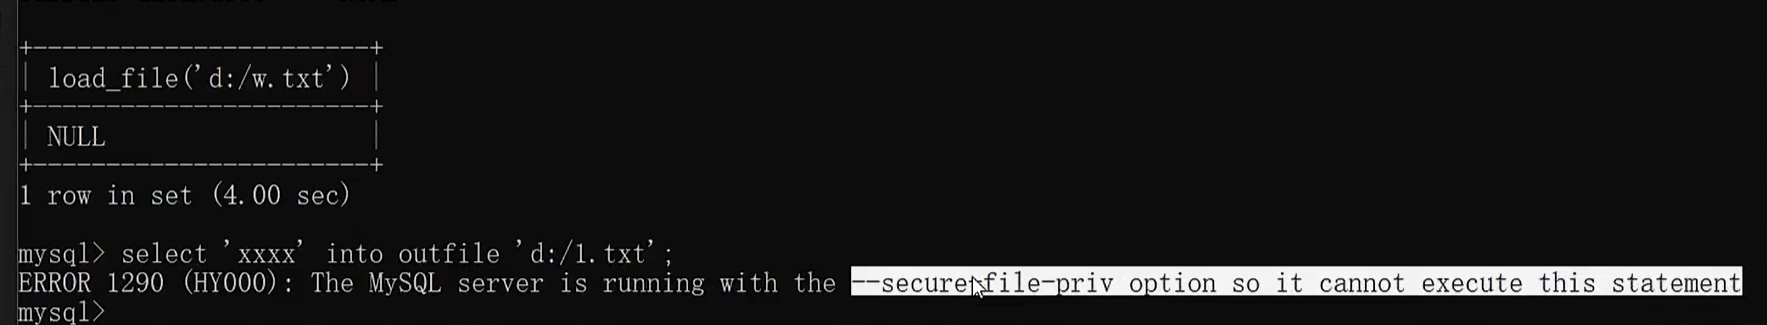 +-----------------------+
| load_file('d:/w.txt') |
+-----------------------+
| NULL                  |
+-----------------------+
1 row in set (4.00 sec)
mysql> select 'xxxx' into outfile 'd:/1.txt';
ERROR 1290 (HY000): The MySQL server is running with the --secure-file-priv option so it cannot execute this statement
mysql>